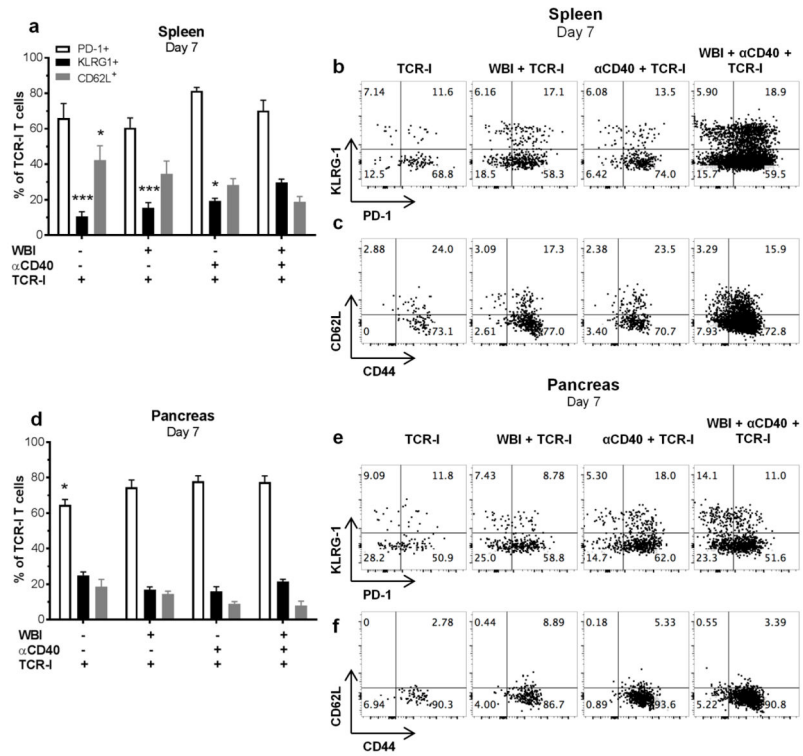 a
Spleen
Day 7
PD-1+
KLRG1+
CD62L+
100
80
60
40
20
0
% of TCR-I T cells
*** * *** *
WBI - + - +
αCD40 - - + +
TCR-I + + + +
Spleen
Day 7
b
TCR-I WBI + TCR-I αCD40 + TCR-I WBI + αCD40 + TCR-I
7.14 11.6 6.16 17.1 6.08 13.5 5.90 18.9
12.5 68.8 18.5 58.3 6.42 74.0 15.7 59.5
KLRG-1
PD-1
c
2.88 24.0 3.09 17.3 2.38 23.5 3.29 15.9
0 73.1 2.61 77.0 3.40 70.7 7.93 72.8
CD62L
CD44
d
Pancreas
Day 7
100
80
60
40
20
0
% of TCR-I T cells
*
WBI - + - +
αCD40 - - + +
TCR-I + + + +
Pancreas
Day 7
e
TCR-I WBI + TCR-I αCD40 + TCR-I WBI + αCD40 + TCR-I
9.09 11.8 7.43 8.78 5.30 18.0 14.1 11.0
28.2 50.9 25.0 58.8 14.7 62.0 23.3 51.6
KLRG-1
PD-1
f
0 2.78 0.44 8.89 0.18 5.33 0.55 3.39
6.94 90.3 4.00 86.7 0.89 93.6 5.22 90.8
CD62L
CD44